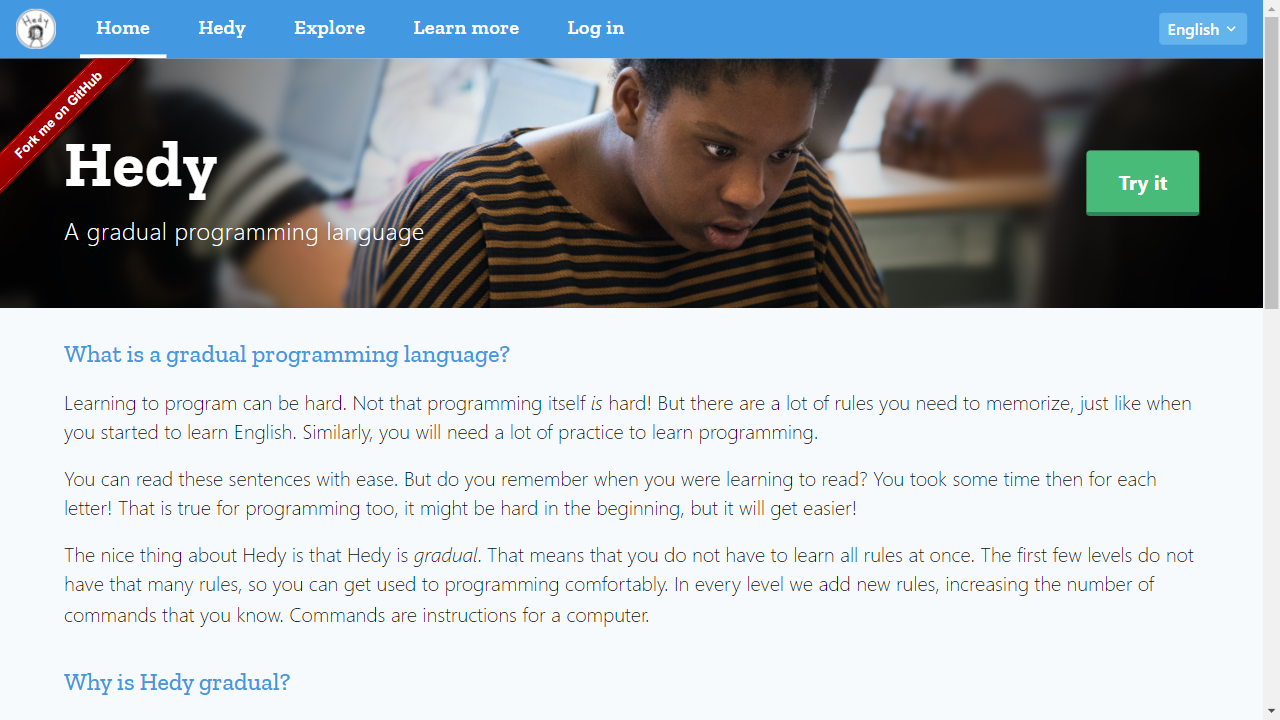 Hedy
Home Hedy Explore Learn more Log in English
Fork me on GitHub
Hedy
A gradual programming language
Try it
What is a gradual programming language?
Learning to program can be hard. Not that programming itself is hard! But there are a lot of rules you need to memorize, just like when
you started to learn English. Similarly, you will need a lot of practice to learn programming.
You can read these sentences with ease. But do you remember when you were learning to read? You took some time then for each
letter! That is true for programming too, it might be hard in the beginning, but it will get easier!
The nice thing about Hedy is that Hedy is gradual. That means that you do not have to learn all rules at once. The first few levels do not
have that many rules, so you can get used to programming comfortably. In every level we add new rules, increasing the number of
commands that you know. Commands are instructions for a computer.
Why is Hedy gradual?